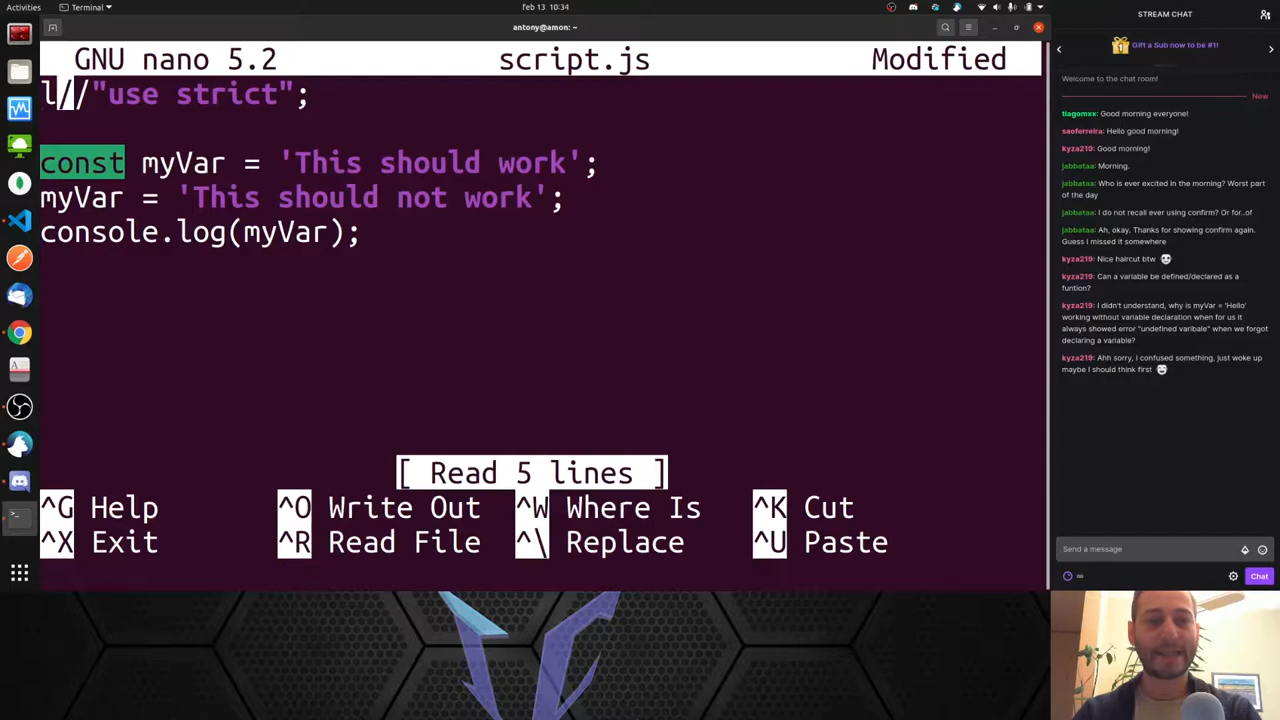 Activities
Terminal
feb 13 10:34
antony@amon: ~
GNU nano 5.2
script.js
Modified
l//"use strict";
const myVar = 'This should work';
myVar = 'This should not work';
console.log(myVar);
[ Read 5 lines ]
^G Help
^O Write Out
^W Where Is
^K Cut
^X Exit
^R Read File
^\ Replace
^U Paste
STREAM CHAT
1
Gift a Sub now to be #1!
Welcome to the chat room!
New
tiagomxx: Good morning everyone!
saoferreira: Hello good morning!
kyza219: Good morning!
jabbataa: Morning.
jabbataa: Who is ever excited in the morning? Worst part
of the day
jabbataa: I do not recall ever using confirm? Or for..of
jabbataa: Ah, okay. Thanks for showing confirm again.
Guess I missed it somewhere
kyza219: Nice haircut btw
kyza219: Can a variable be defined/declared as a
funtion?
kyza219: I didn't understand, why is myVar = 'Hello'
working without variable declaration when for us it
always showed error "undefined varibale" when we forgot
declaring a variable?
kyza219: Ahh sorry, I confused something, just woke up
maybe I should think first
Send a message
∞
Chat